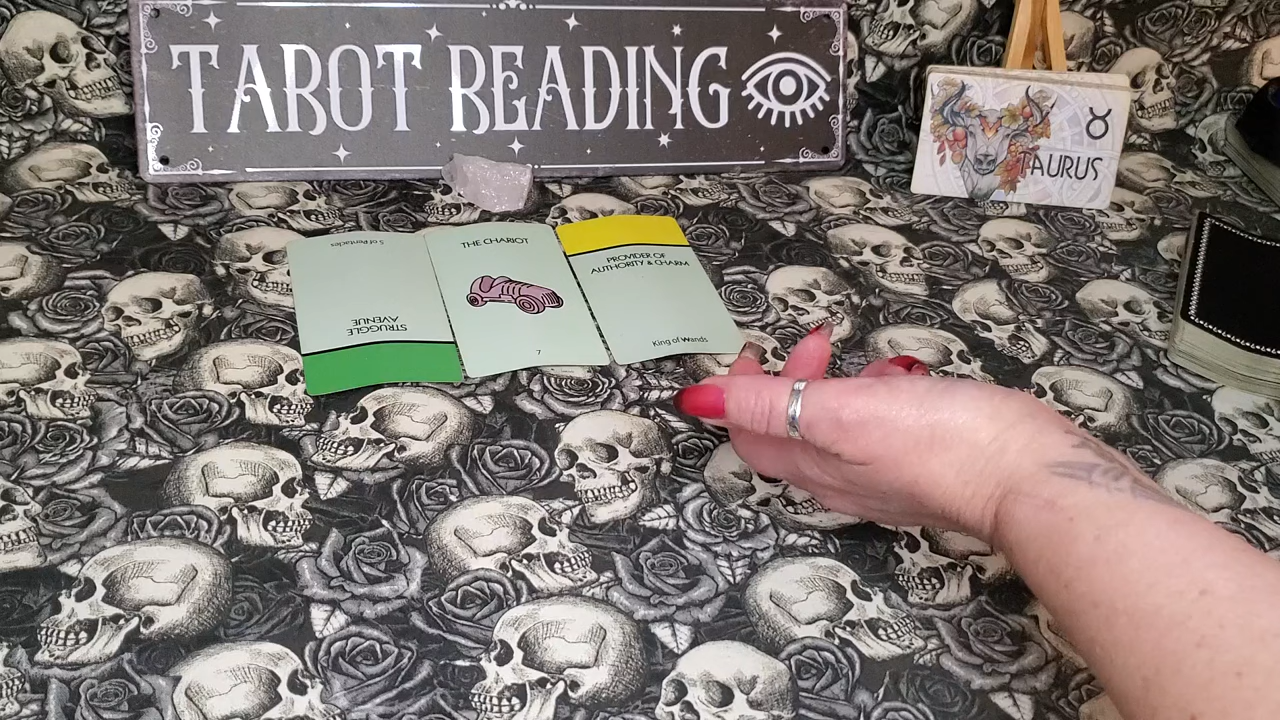 TAROT READING
♉
TAURUS
5 of Pentacles
STRUGGLE
AVENUE
THE CHARIOT
7
PROVIDER OF
AUTHORITY & CHARM
King of Wands